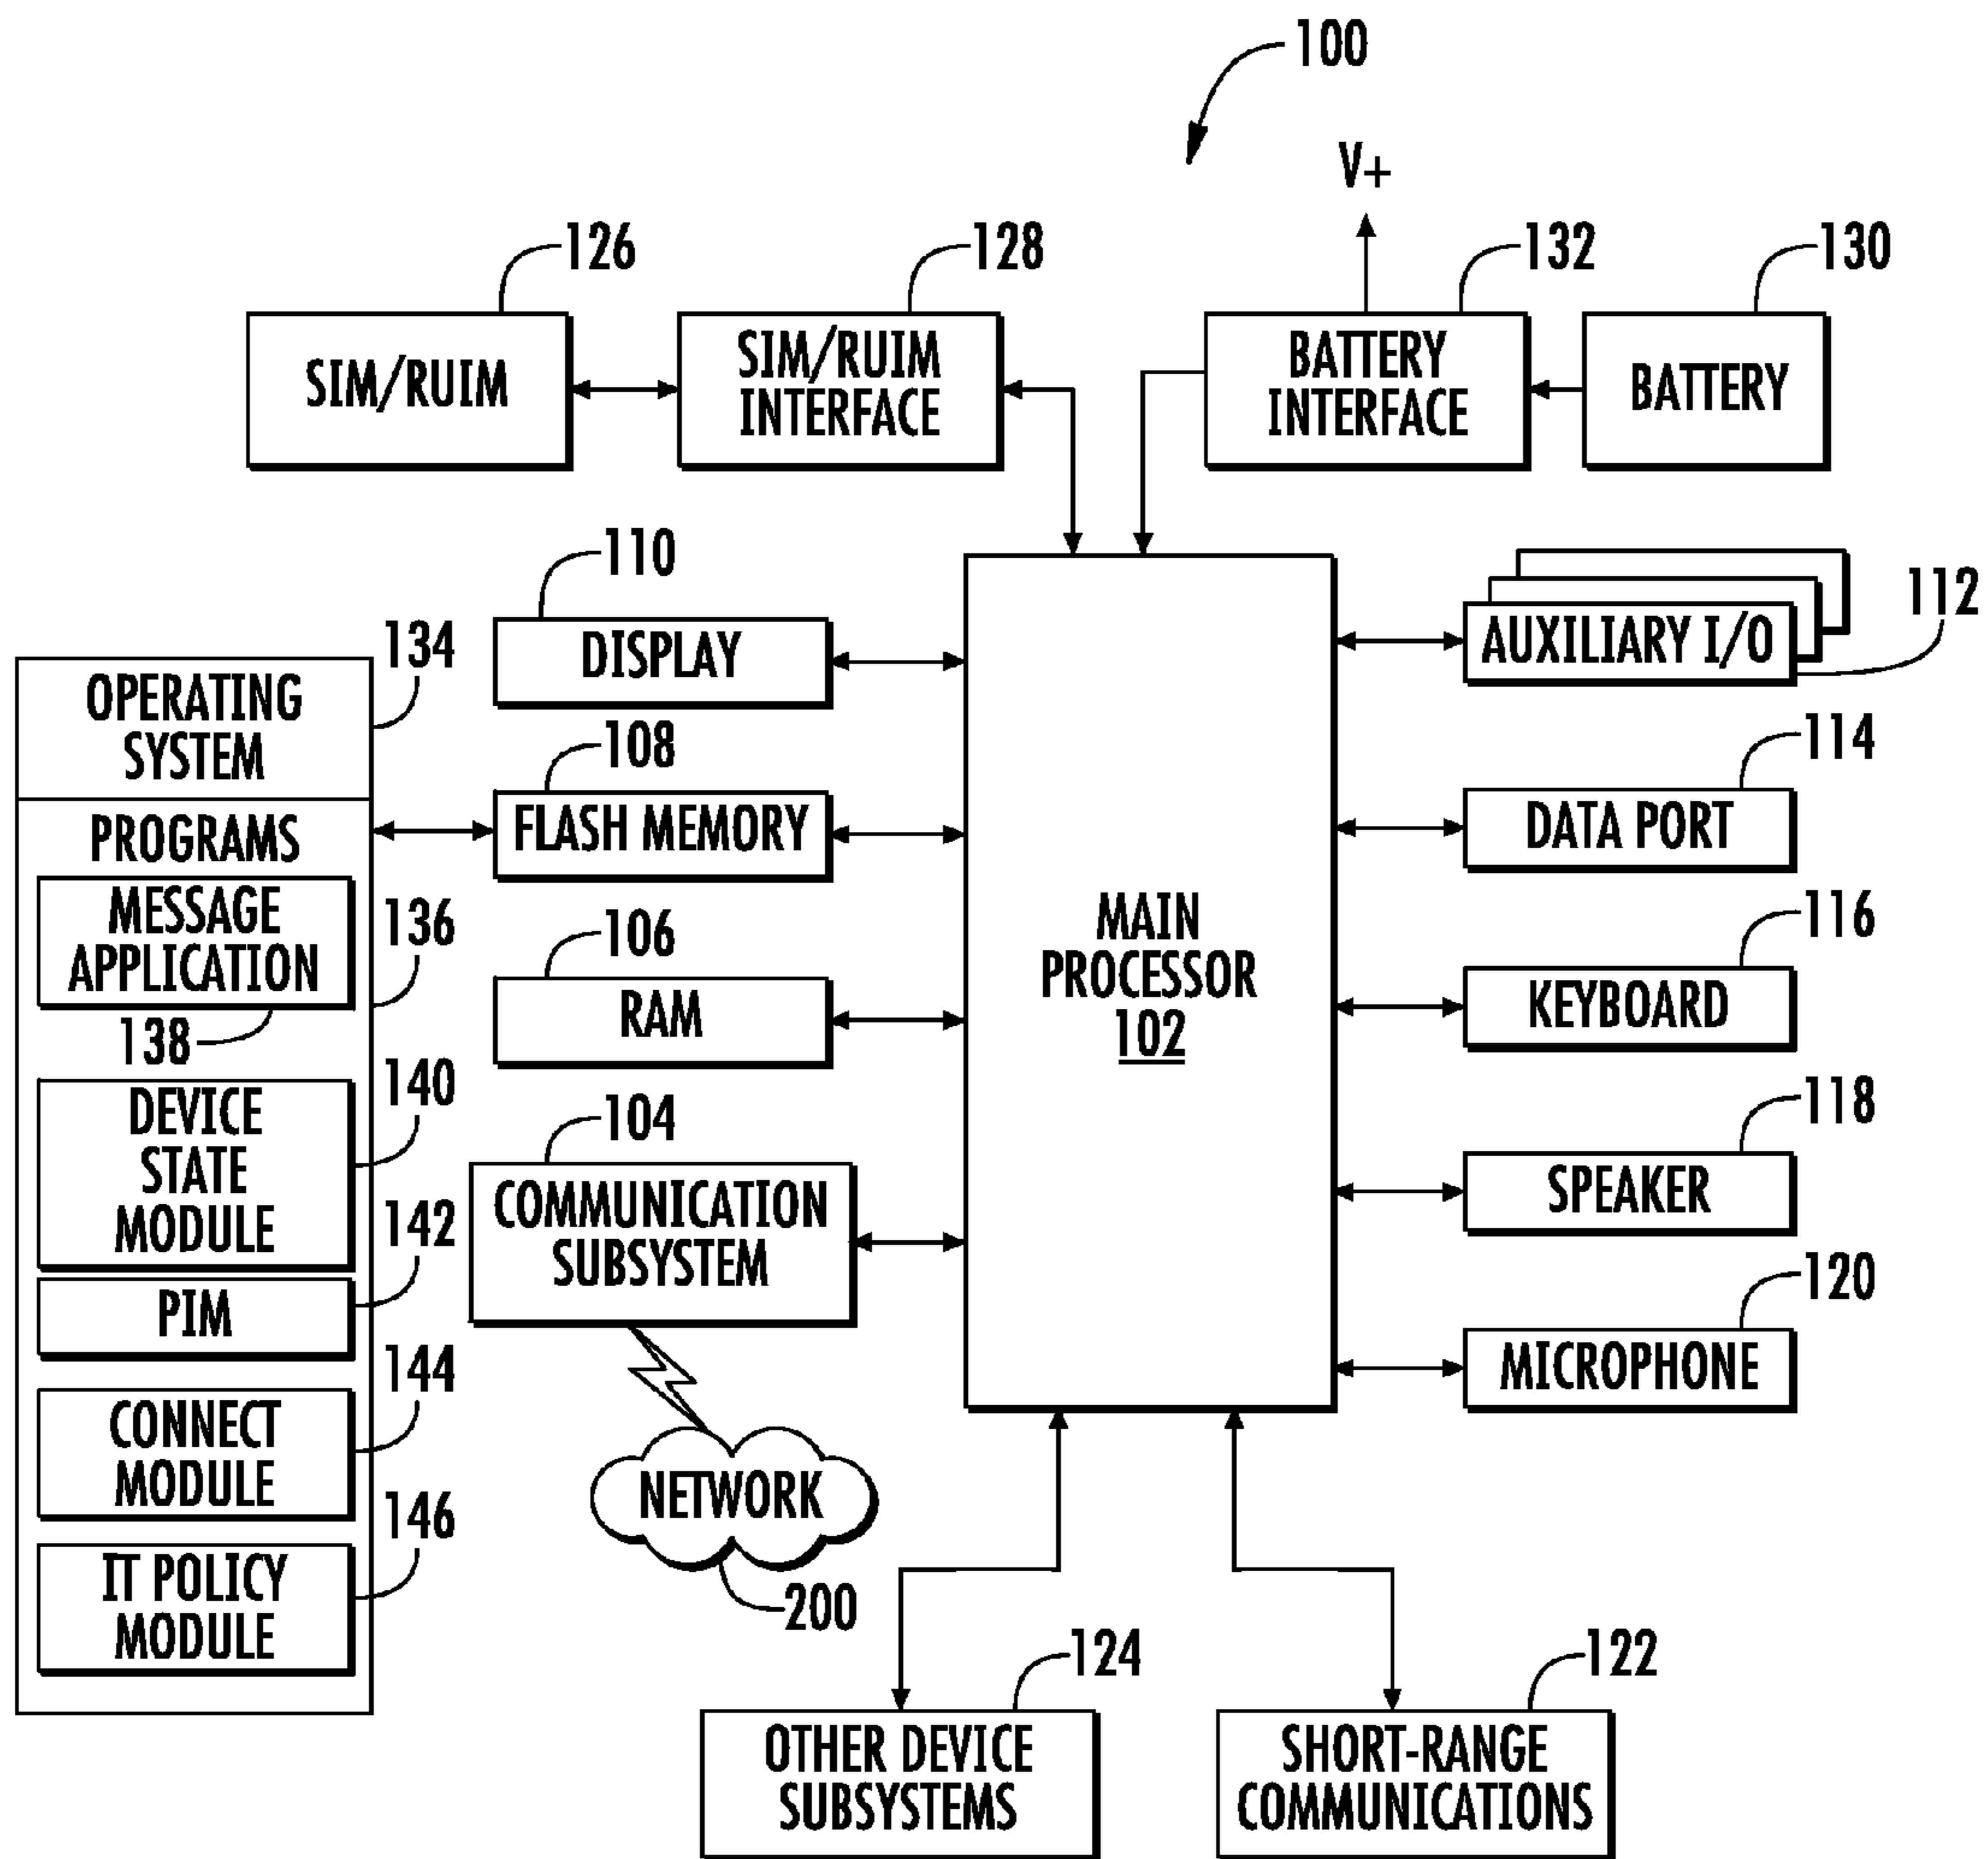 100
V+
126
128
132
130
SIM/RUIM
SIM/RUIM
INTERFACE
BATTERY
INTERFACE
BATTERY
110
DISPLAY
AUXILIARY I/O
112
134
OPERATING
SYSTEM
108
FLASH MEMORY
114
DATA PORT
PROGRAMS
MESSAGE
APPLICATION
136
138
106
RAM
MAIN
PROCESSOR
102
116
KEYBOARD
140
DEVICE
STATE
MODULE
104
COMMUNICATION
SUBSYSTEM
118
SPEAKER
142
PIM
120
MICROPHONE
144
CONNECT
MODULE
NETWORK
200
146
IT POLICY
MODULE
124
OTHER DEVICE
SUBSYSTEMS
122
SHORT-RANGE
COMMUNICATIONS